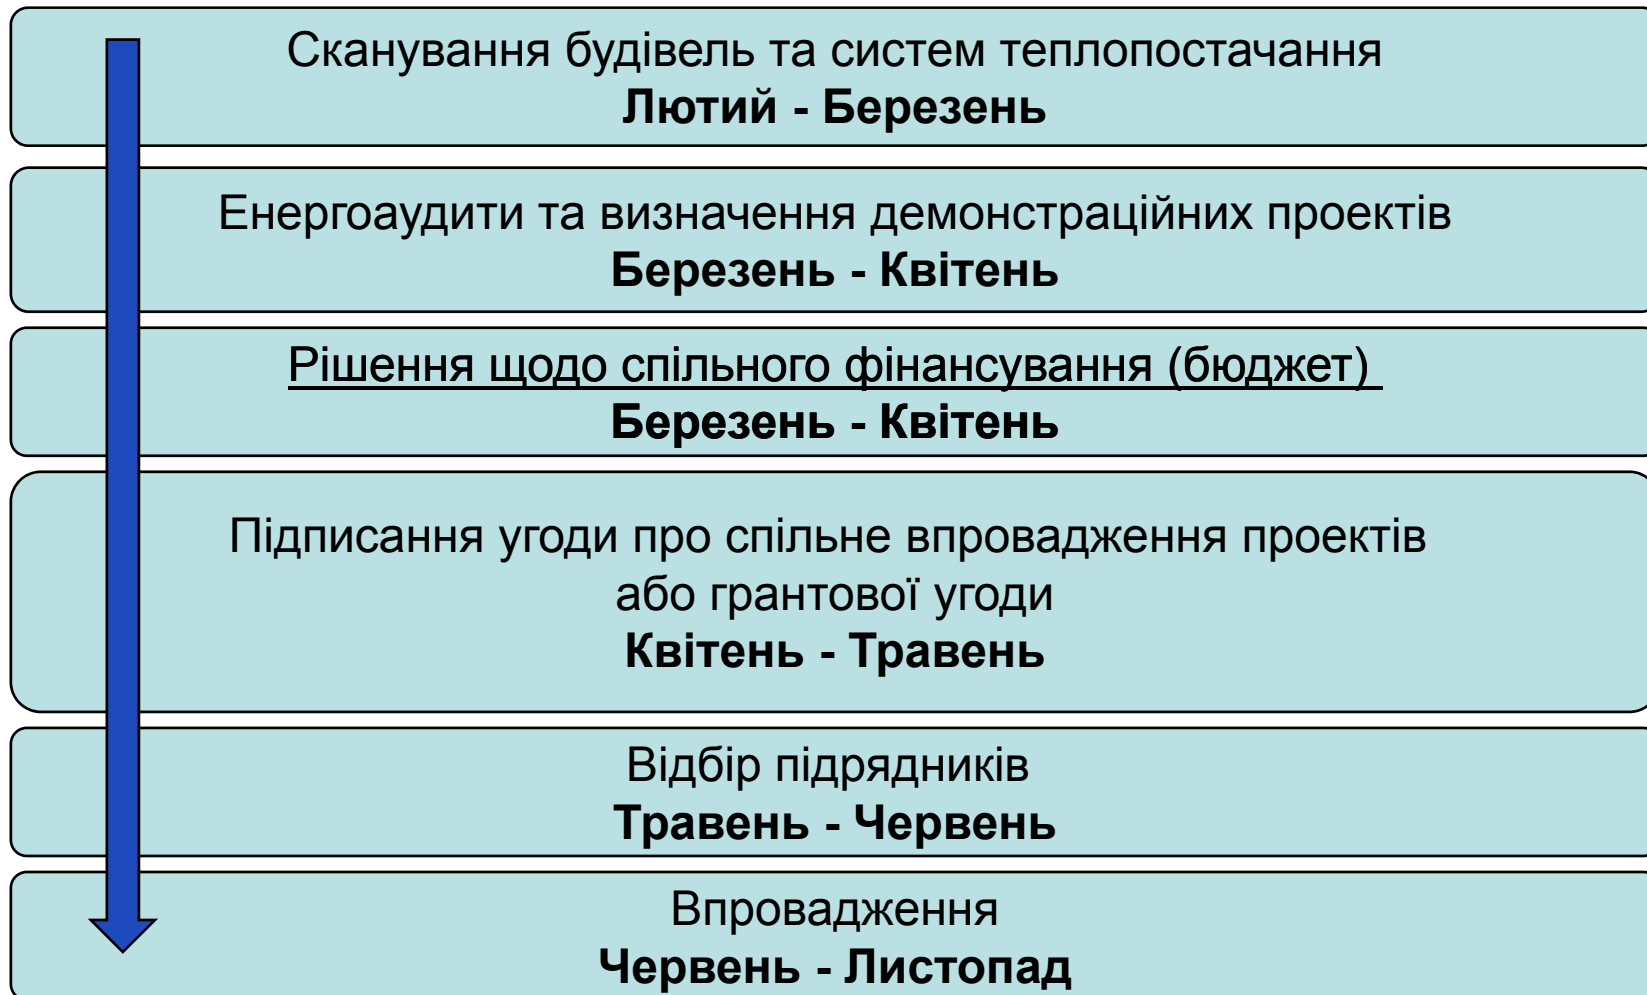 Сканування будівель та систем теплопостачання
Лютий - Березень
Енергоаудити та визначення демонстраційних проектів
Березень - Квітень
Рішення щодо спільного фінансування (бюджет)
Березень - Квітень
Підписання угоди про спільне впровадження проектів
або грантової угоди
Квітень - Травень
Відбір підрядників
Травень - Червень
Впровадження
Червень - Листопад